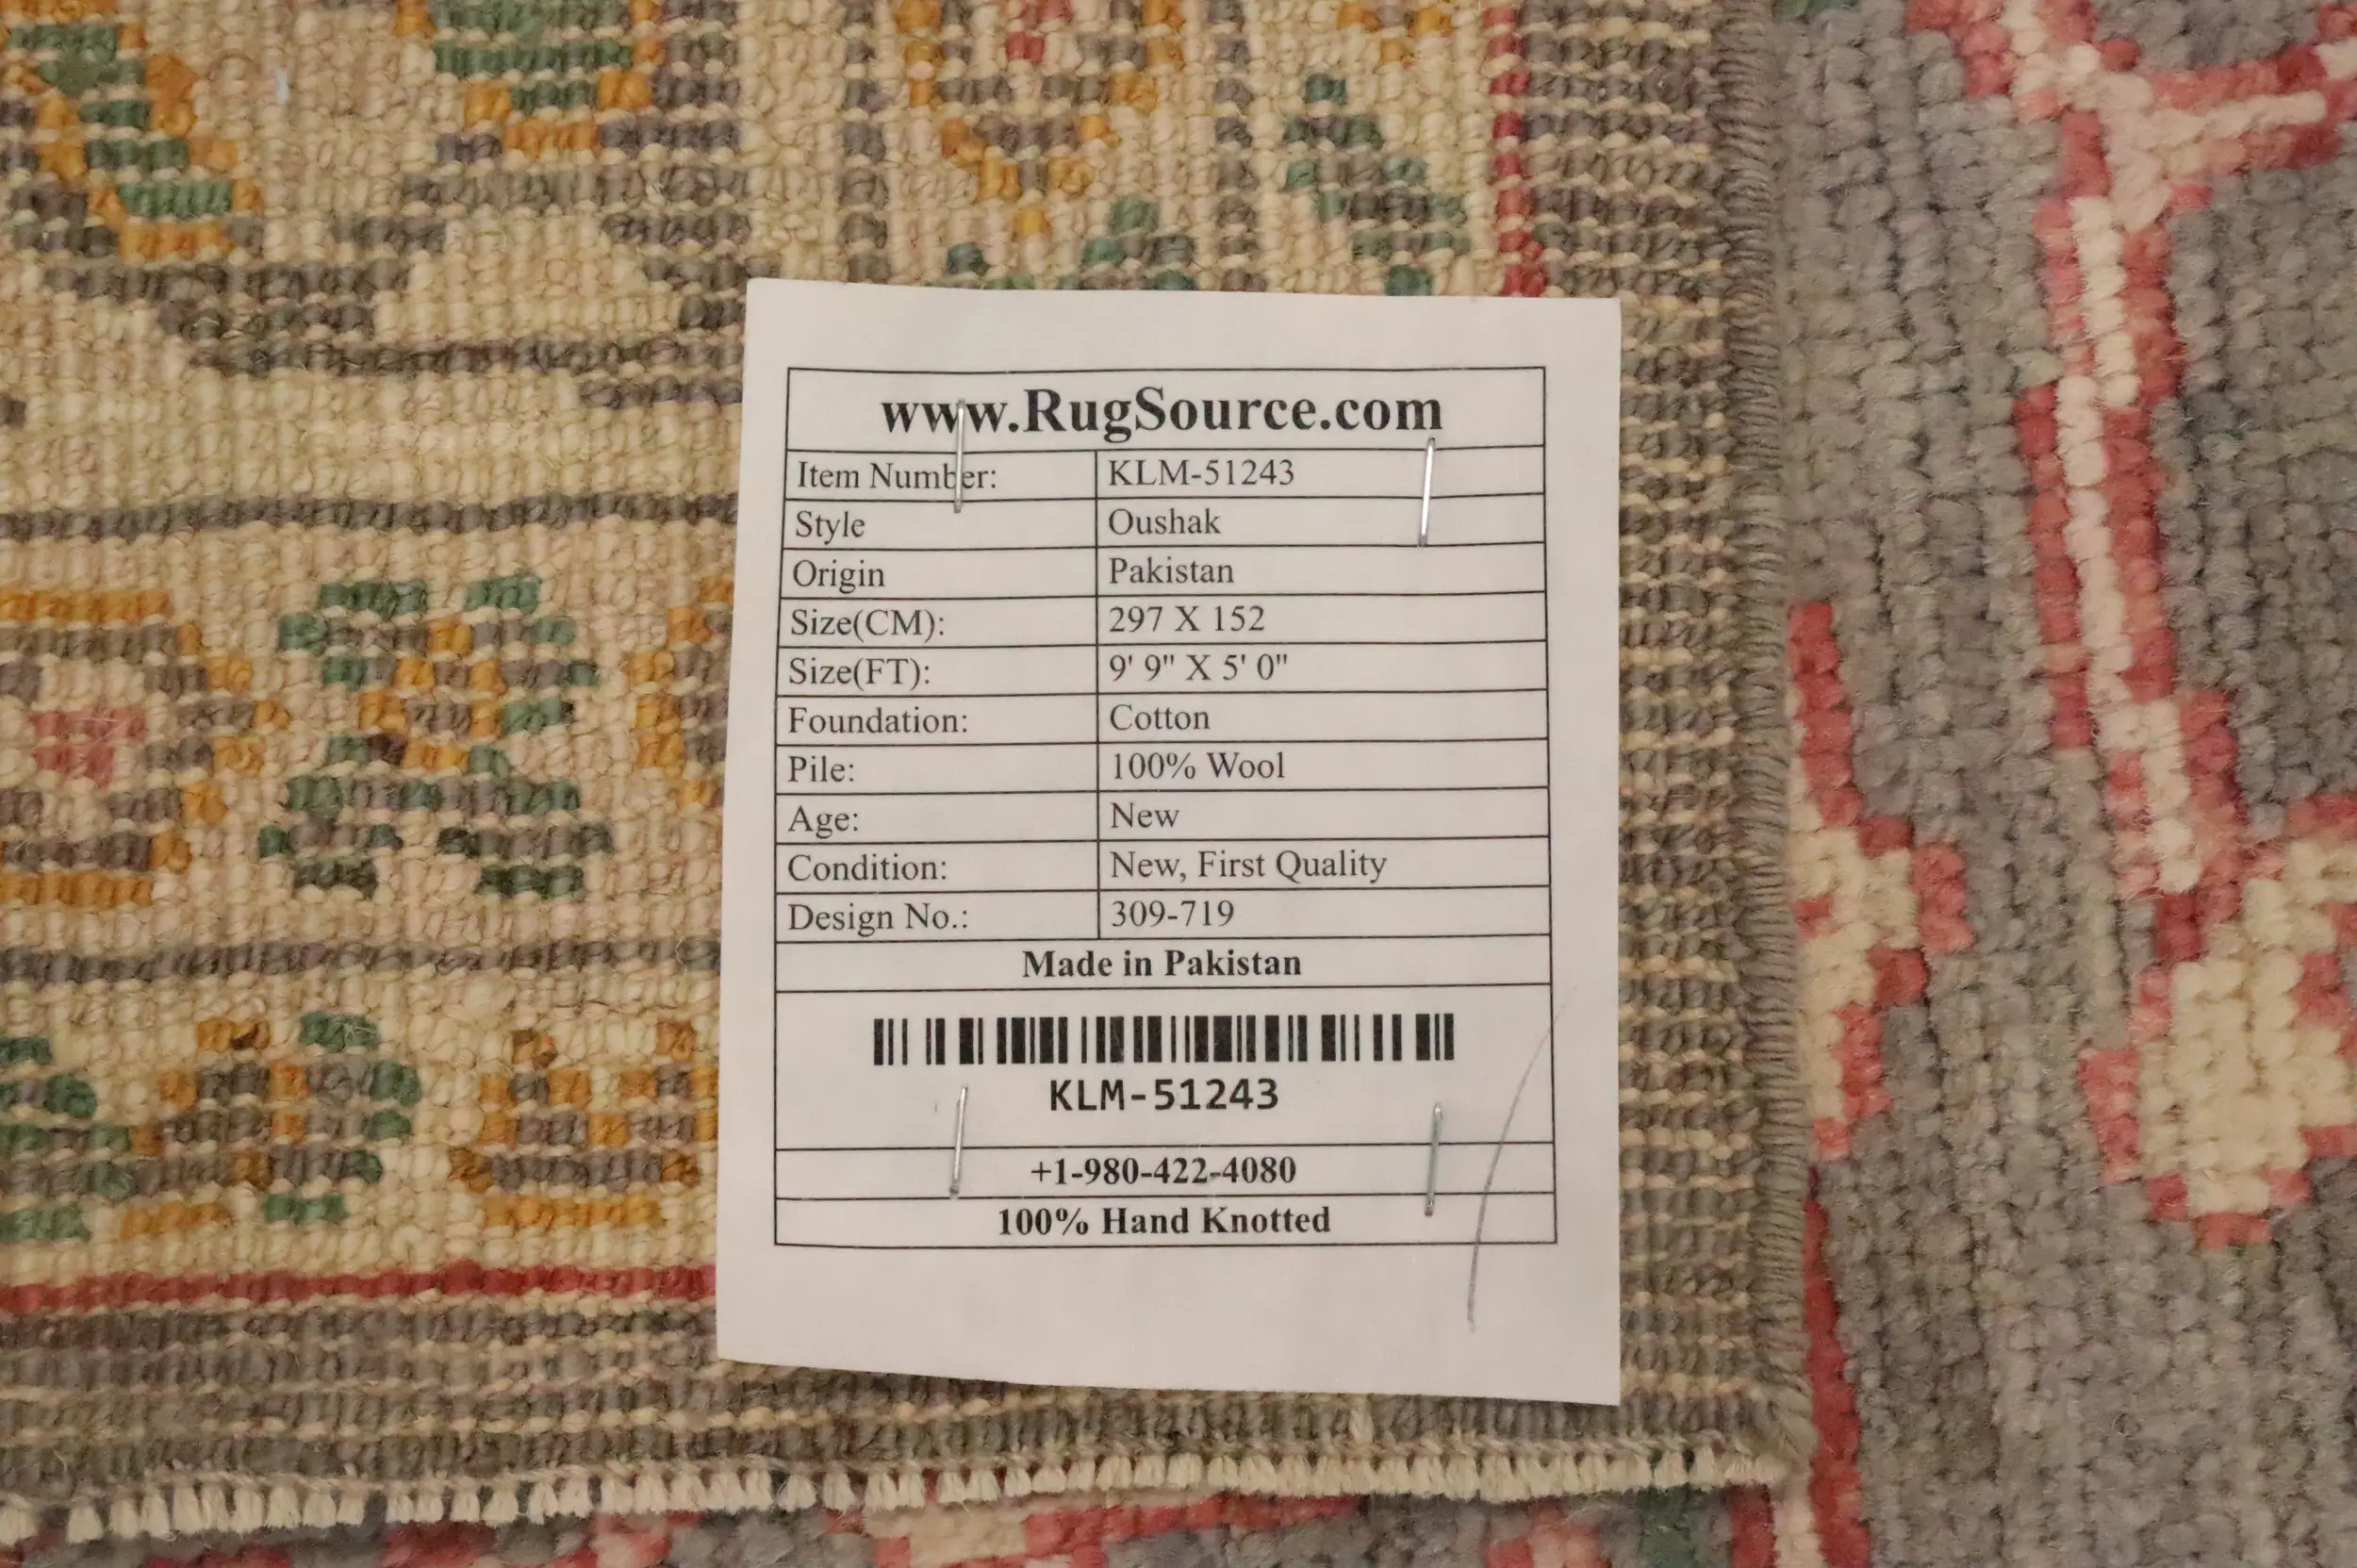 www.RugSource.com
Item Number: KLM-51243
Style Oushak
Origin Pakistan
Size(CM): 297 X 152
Size(FT): 9' 9" X 5' 0"
Foundation: Cotton
Pile: 100% Wool
Age: New
Condition: New, First Quality
Design No.: 309-719
Made in Pakistan
KLM-51243
+1-980-422-4080
100% Hand Knotted